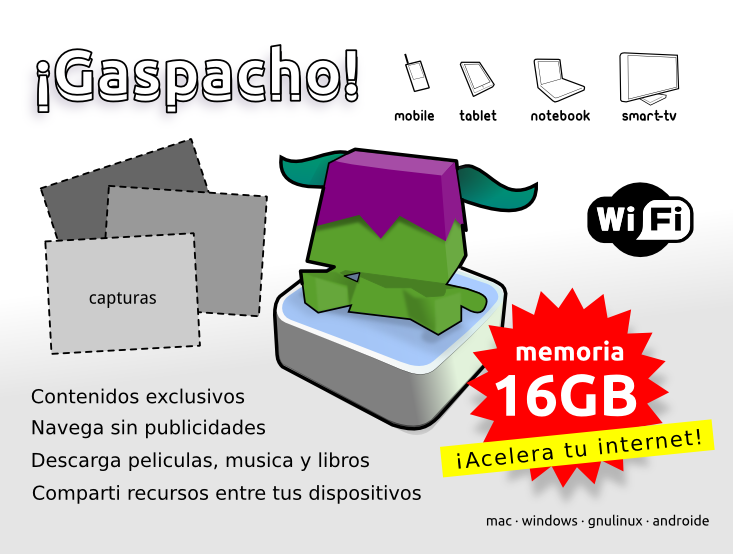 ¡Gaspacho!
mobile tablet notebook smart-tv
Wi Fi
capturas
memoria
16GB
¡Acelera tu internet!
Contenidos exclusivos
Navega sin publicidades
Descarga peliculas, musica y libros
Comparti recursos entre tus dispositivos
mac · windows · gnulinux · androide